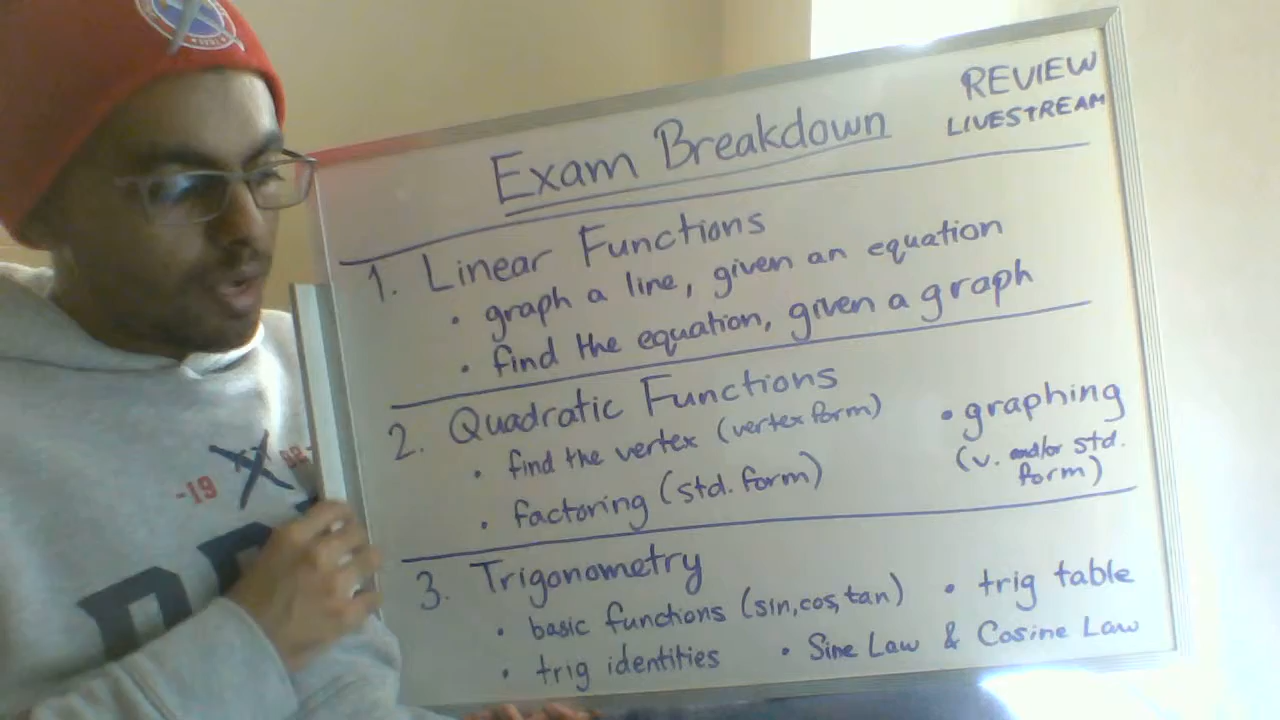 Exam Breakdown
REVIEW
LIVESTREAM
1. Linear Functions
• graph a line, given an equation
• find the equation, given a graph
2. Quadratic Functions
• find the vertex (vertex form)
• factoring (std. form)
• graphing
(v. and/or std.
form)
3. Trigonometry
• basic functions (sin, cos, tan)
• trig identities
• trig table
• Sine Law & Cosine Law
-19